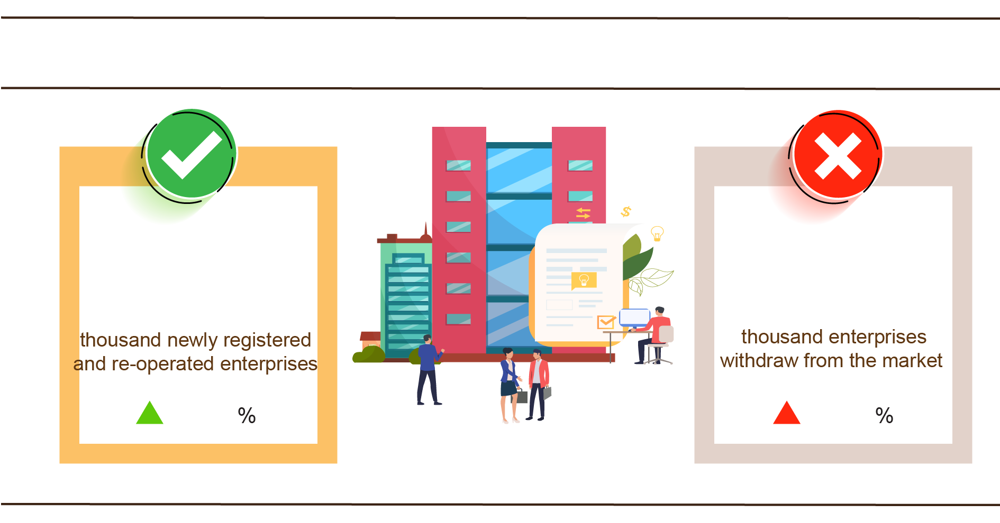 thousand newly registered
and re-operated enterprises
%
thousand enterprises
withdraw from the market
%